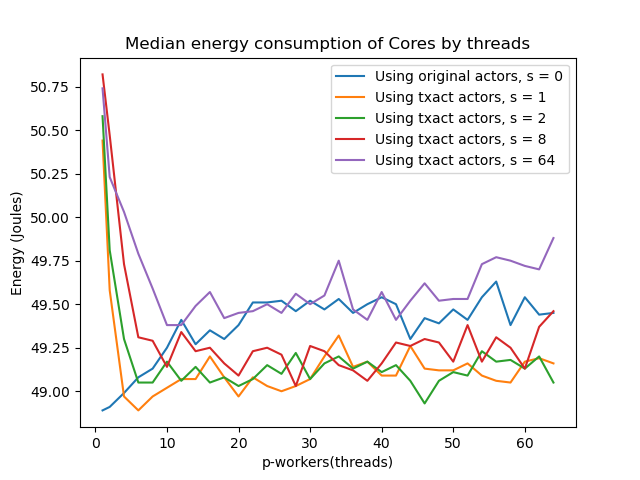 Median energy consumption of Cores by threads
Using original actors, s = 0
Using txact actors, s = 1
Using txact actors, s = 2
Using txact actors, s = 8
Using txact actors, s = 64
50.75
50.50
50.25
50.00
49.75
49.50
49.25
49.00
Energy (Joules)
0 10 20 30 40 50 60
p-workers(threads)